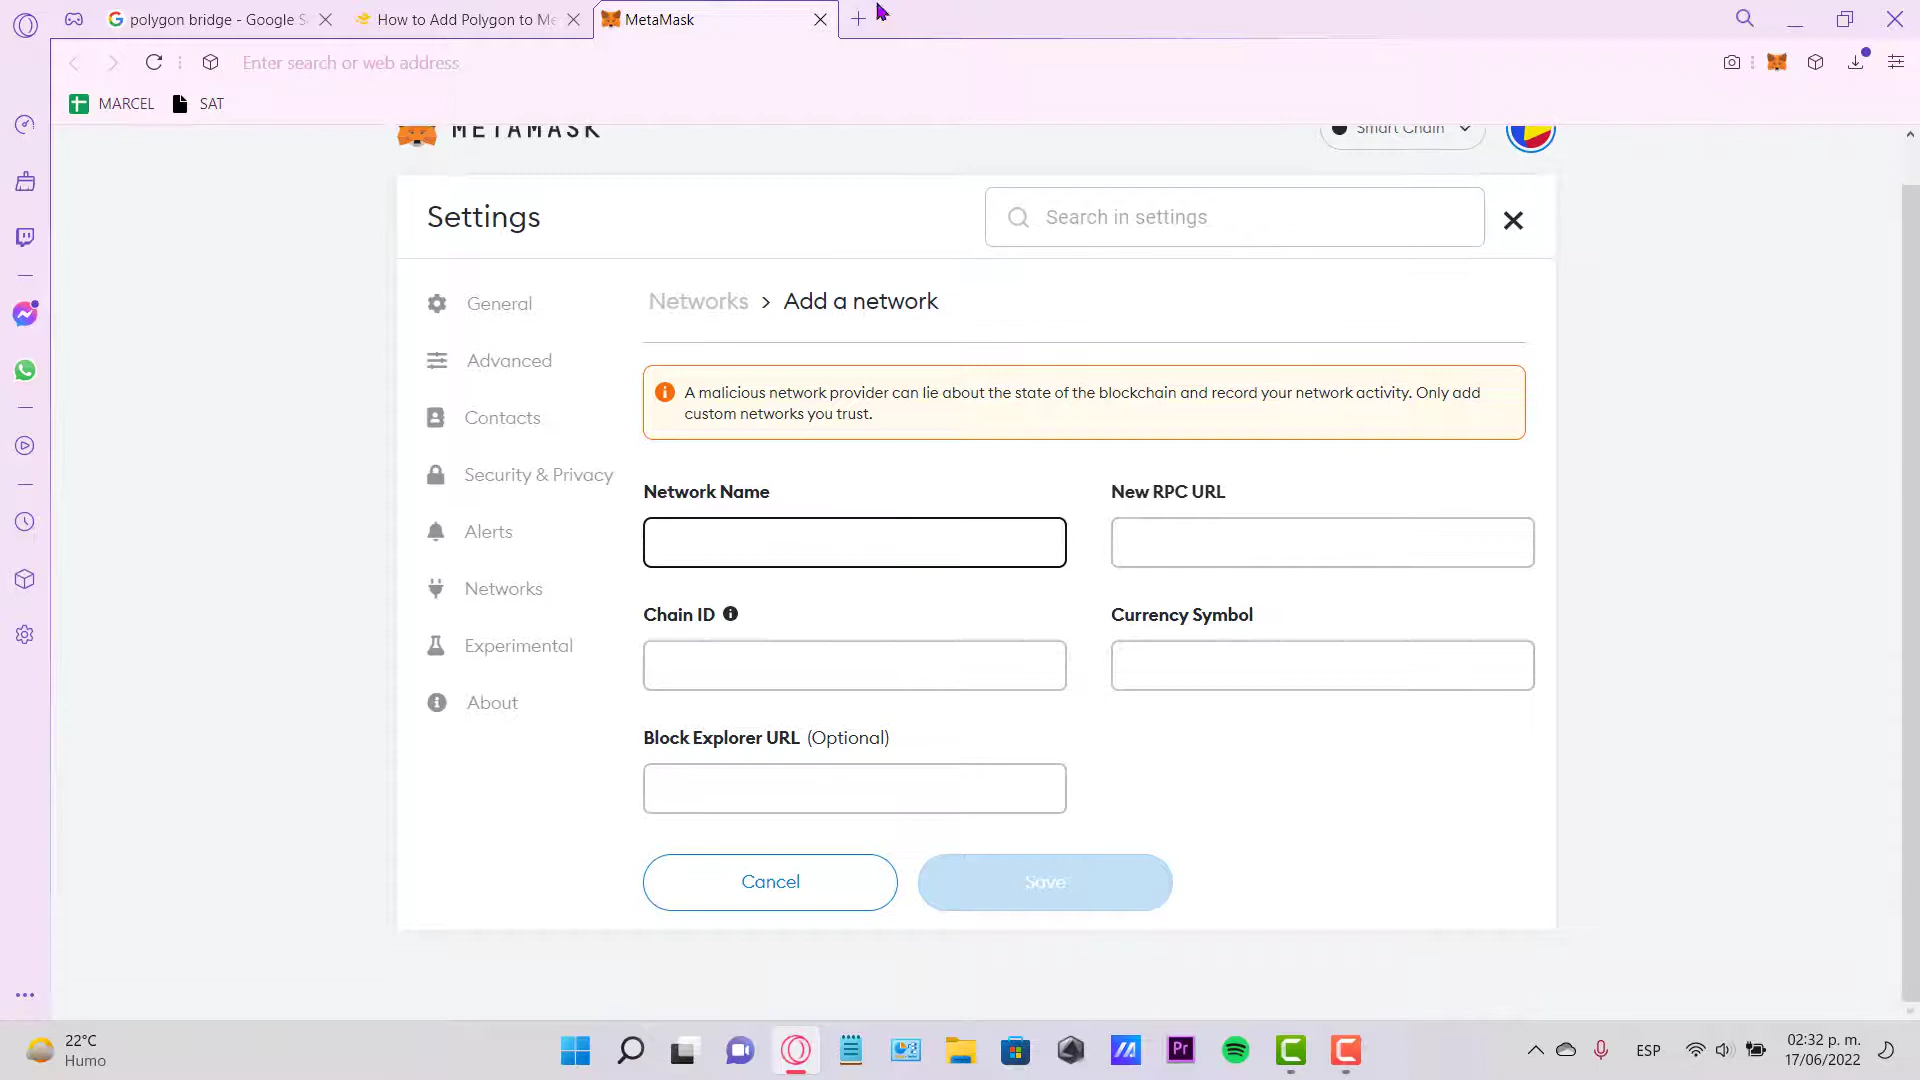 polygon bridge - Google S
How to Add Polygon to Me
MetaMask
Enter search or web address
MARCEL
SAT
METAMASK
Smart Chain
Settings
Search in settings
General
Advanced
Contacts
Security & Privacy
Alerts
Networks
Experimental
About
Networks > Add a network
A malicious network provider can lie about the state of the blockchain and record your network activity. Only add
custom networks you trust.
Network Name
New RPC URL
Chain ID
Currency Symbol
Block Explorer URL (Optional)
Cancel
Save
22°C
Humo
Pr
ESP
02:32 p. m.
17/06/2022